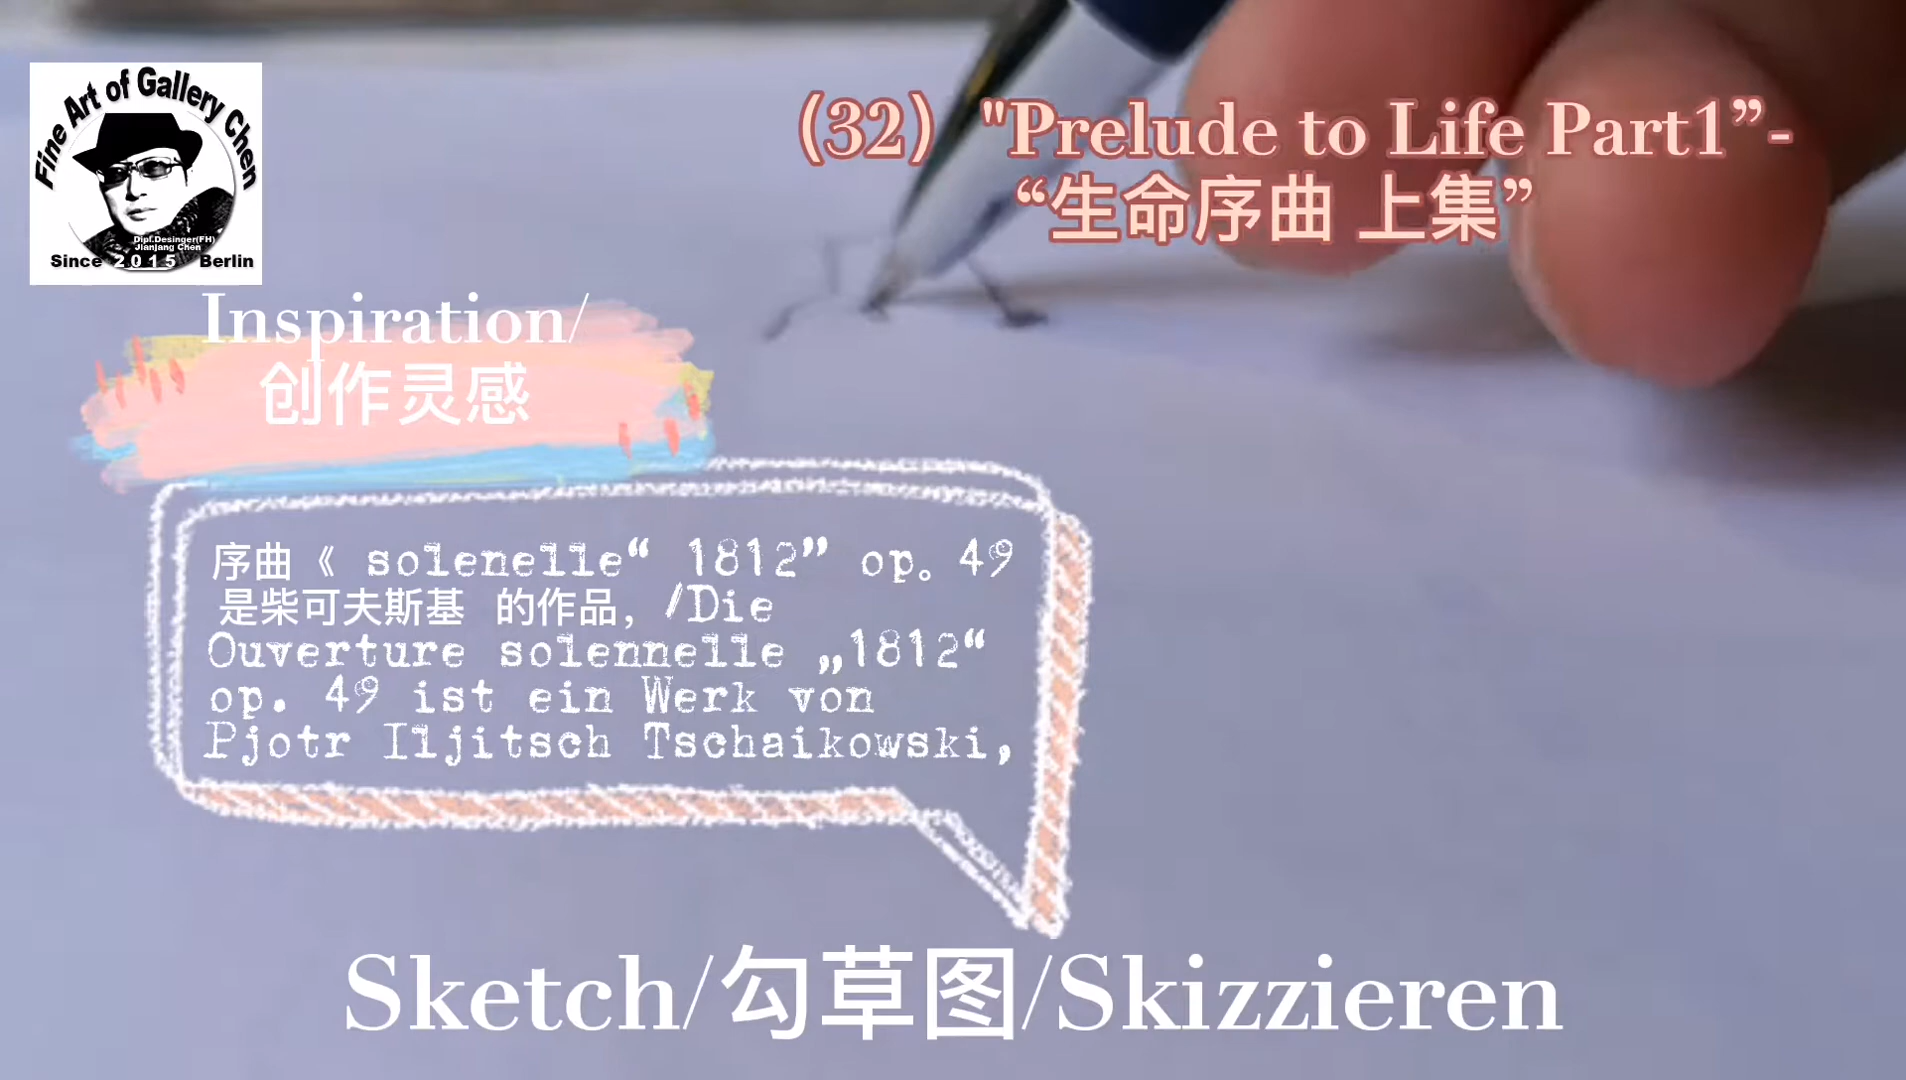 Fine Art of Gallery Chen
Dipf.Desinger(FH)
Jianjang Chen
Since 2015 Berlin
(32) "Prelude to Life Part1”-
“生命序曲 上集”
Inspiration/
创作灵感
序曲《 solenelle“ 1812” op。49
是柴可夫斯基 的作品，/Die
Ouverture solennelle „1812“
op. 49 ist ein Werk von
Pjotr Iljitsch Tschaikowski,
Sketch/勾草图/Skizzieren